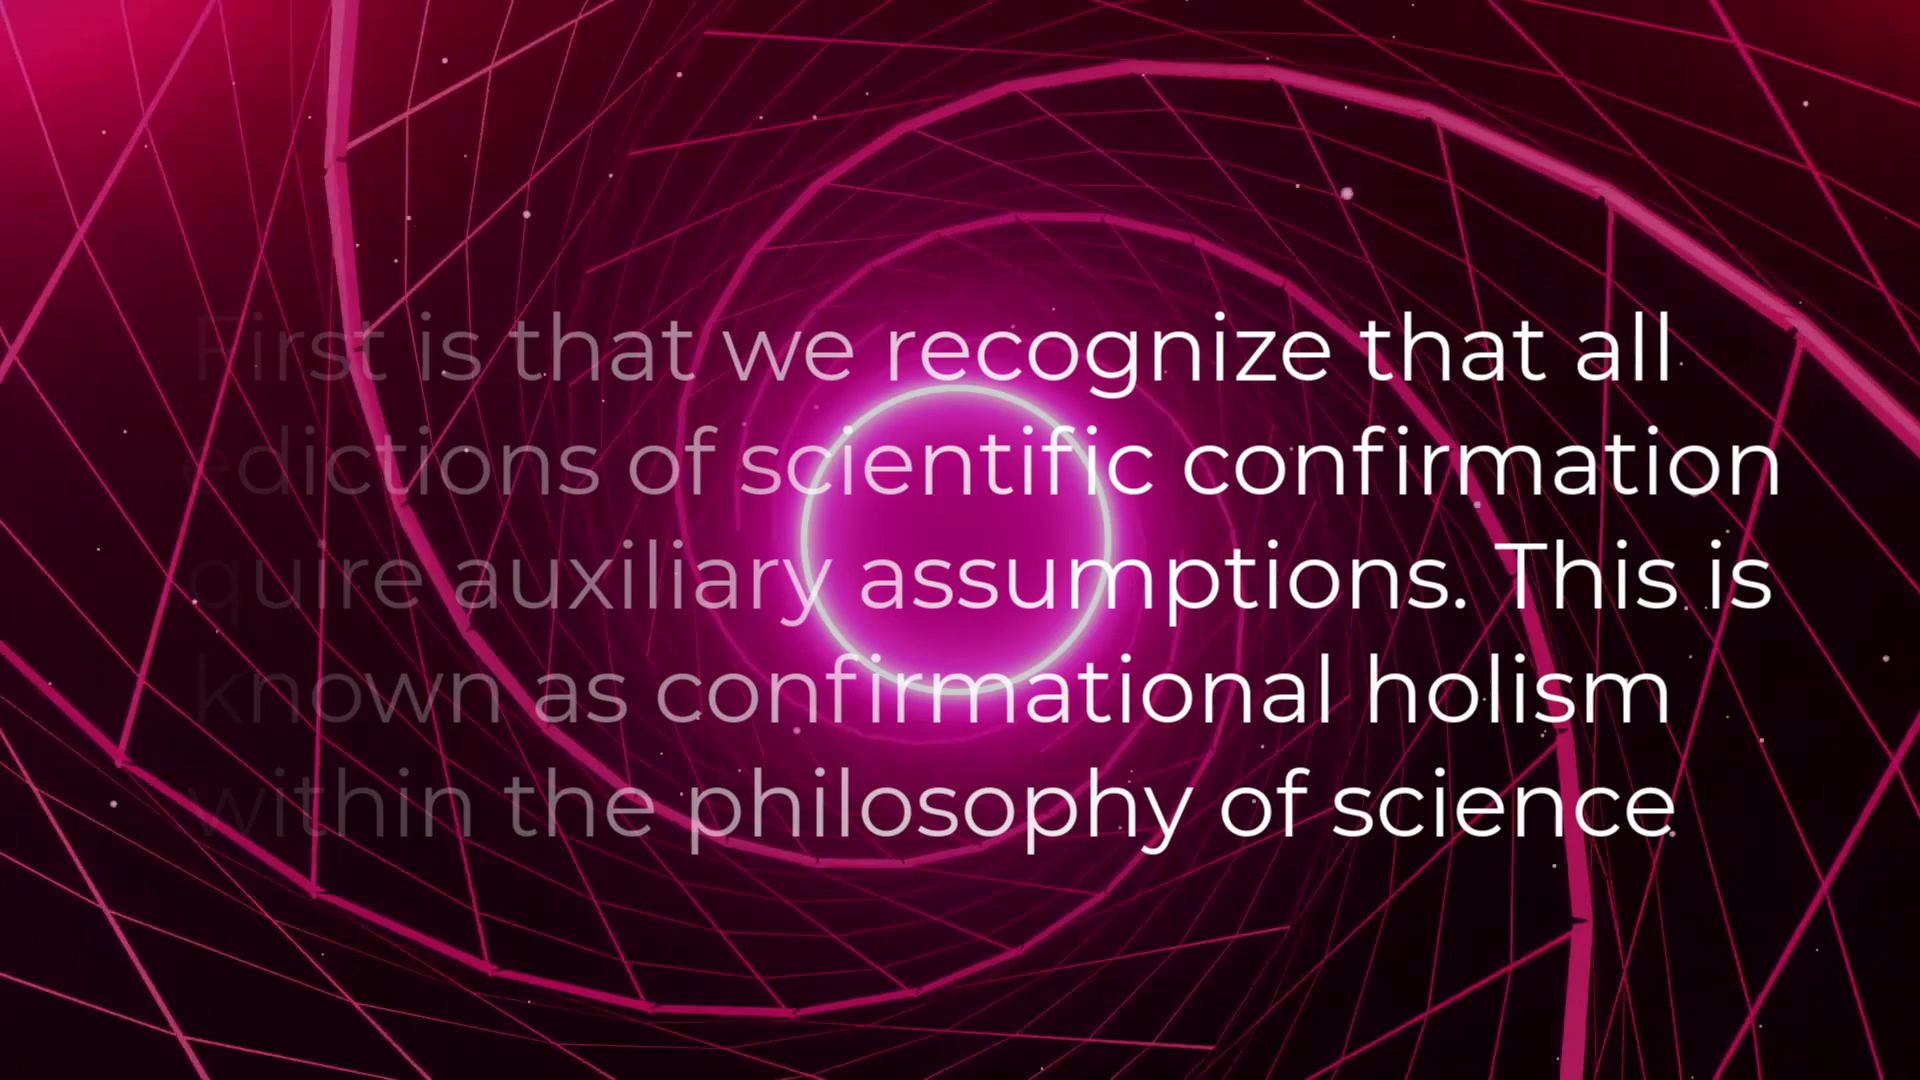 First is that we recognize that all
edictions of scientific confirmation
quire auxiliary assumptions. This is
known as confirmational holism
within the philosophy of science